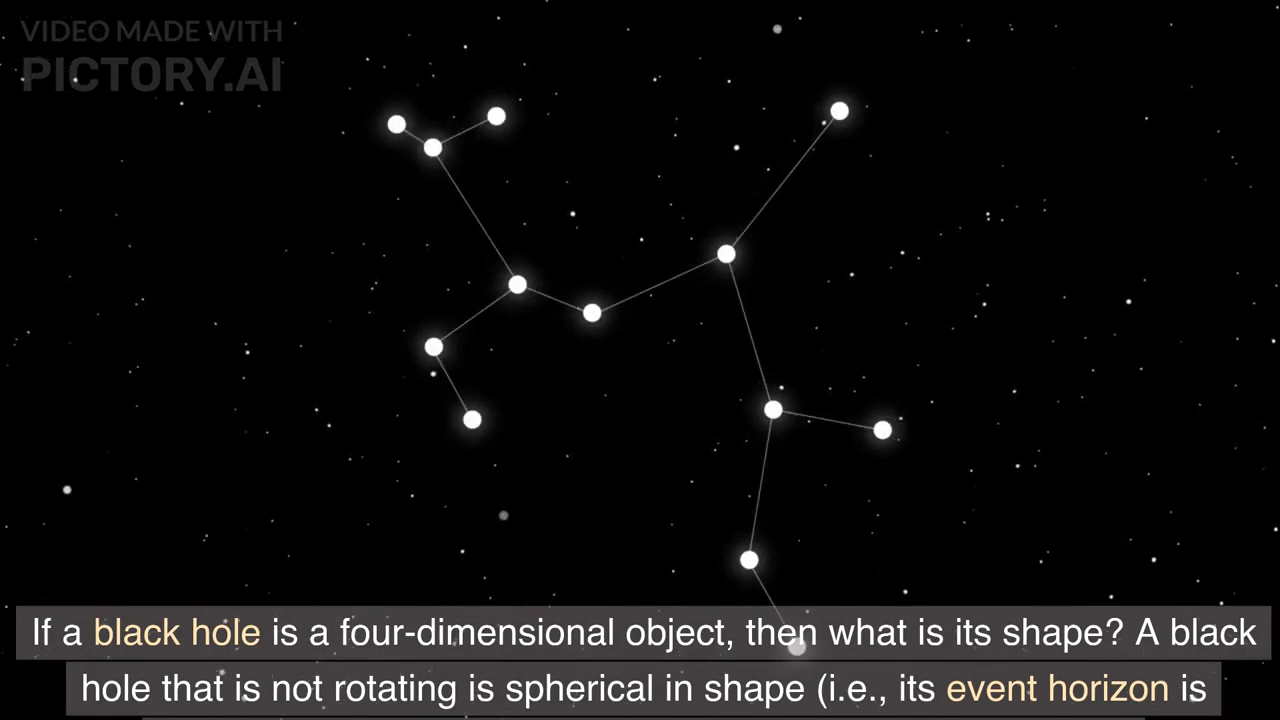 VIDEO MADE WITH
PICTORY.AI
If a black hole is a four-dimensional object, then what is its shape? A black
hole that is not rotating is spherical in shape (i.e., its event horizon is